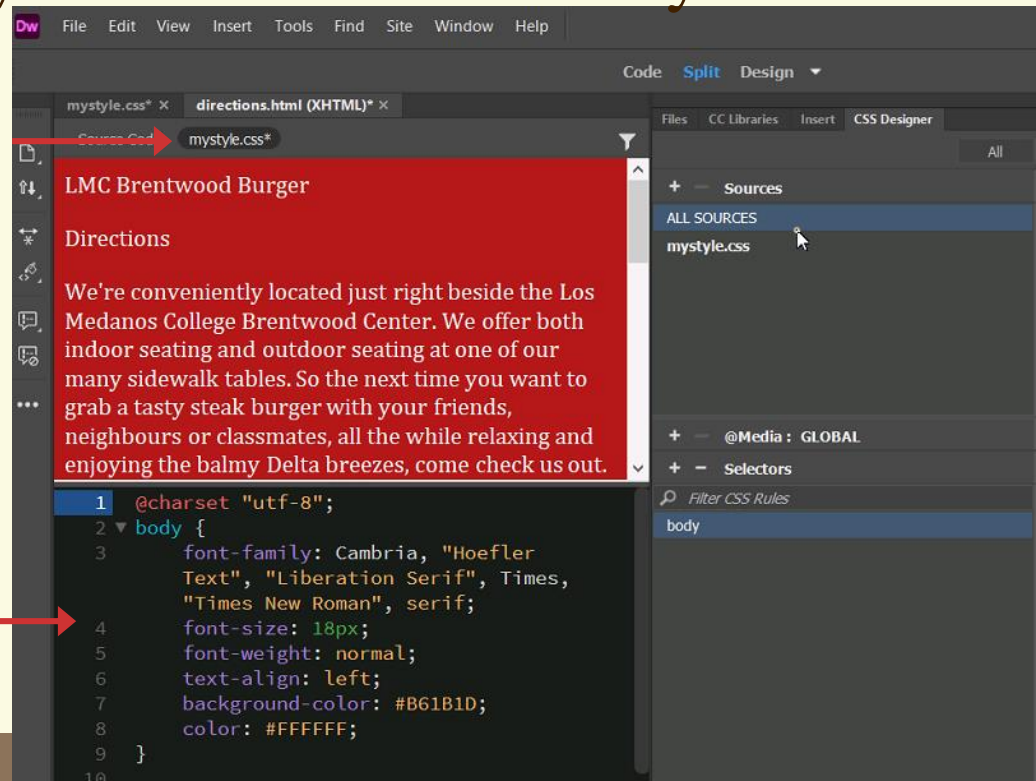 Dw File Edit View Insert Tools Find Site Window Help
Code Split Design
mystyle.css* × directions.html (XHTML)* ×
Source Cod mystyle.css*
LMC Brentwood Burger
Directions
We're conveniently located just right beside the Los
Medanos College Brentwood Center. We offer both
indoor seating and outdoor seating at one of our
many sidewalk tables. So the next time you want to
grab a tasty steak burger with your friends,
neighbours or classmates, all the while relaxing and
enjoying the balmy Delta breezes, come check us out.
1 @charset "utf-8";
2 body {
3 font-family: Cambria, "Hoefler
Text", "Liberation Serif", Times,
"Times New Roman", serif;
4 font-size: 18px;
5 font-weight: normal;
6 text-align: left;
7 background-color: #B61B1D;
8 color: #FFFFFF;
9 }
10
Files CC Libraries Insert CSS Designer
All
+ − Sources
ALL SOURCES
mystyle.css
+ − @Media : GLOBAL
+ − Selectors
Filter CSS Rules
body